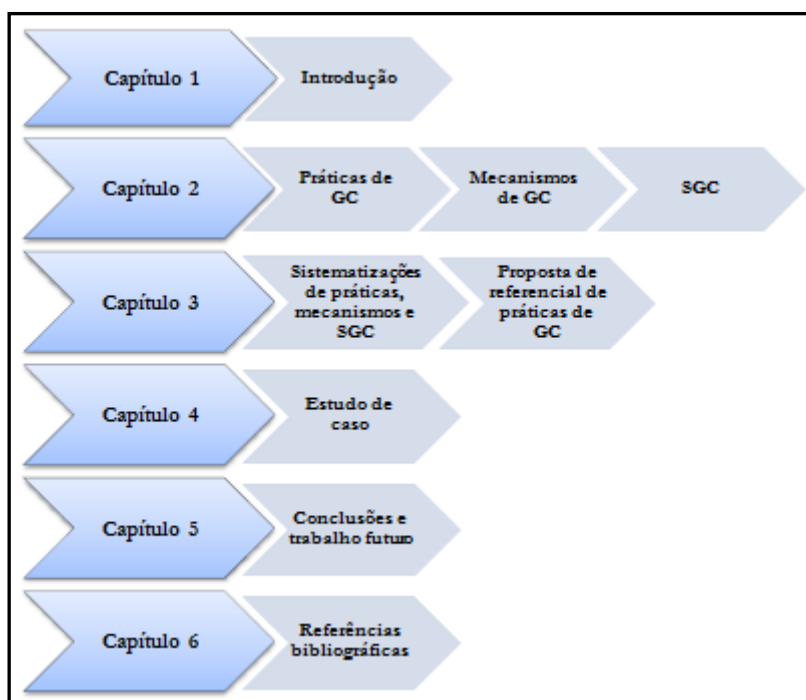 Capítulo 1
Introdução
Capítulo 2
Práticas de
GC
Mecanismos
de GC
SGC
Capítulo 3
Sistematizações
de práticas,
mecanismos e
SGC
Proposta de
referencial de
práticas de
GC
Capítulo 4
Estudo de
caso
Capítulo 5
Conclusões e
trabalho futuro
Capítulo 6
Referências
bibliográficas